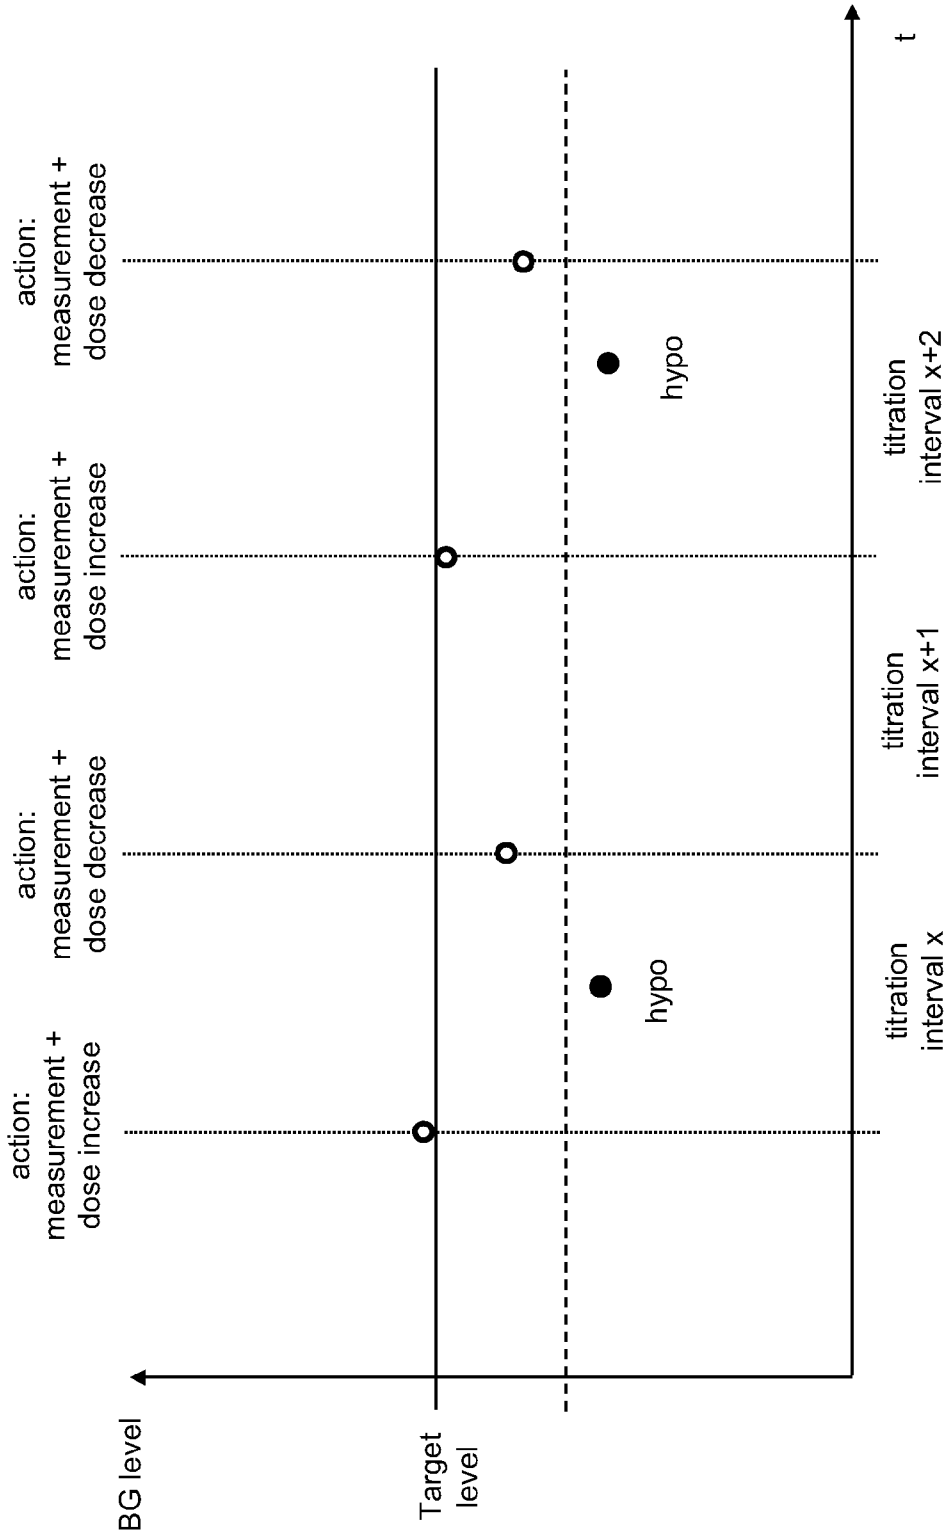 BG level
action:
measurement +
dose increase
action:
measurement +
dose decrease
action:
measurement +
dose increase
action:
measurement +
dose decrease
Target
level
hypo
hypo
titration
interval x
titration
interval x+1
titration
interval x+2
t